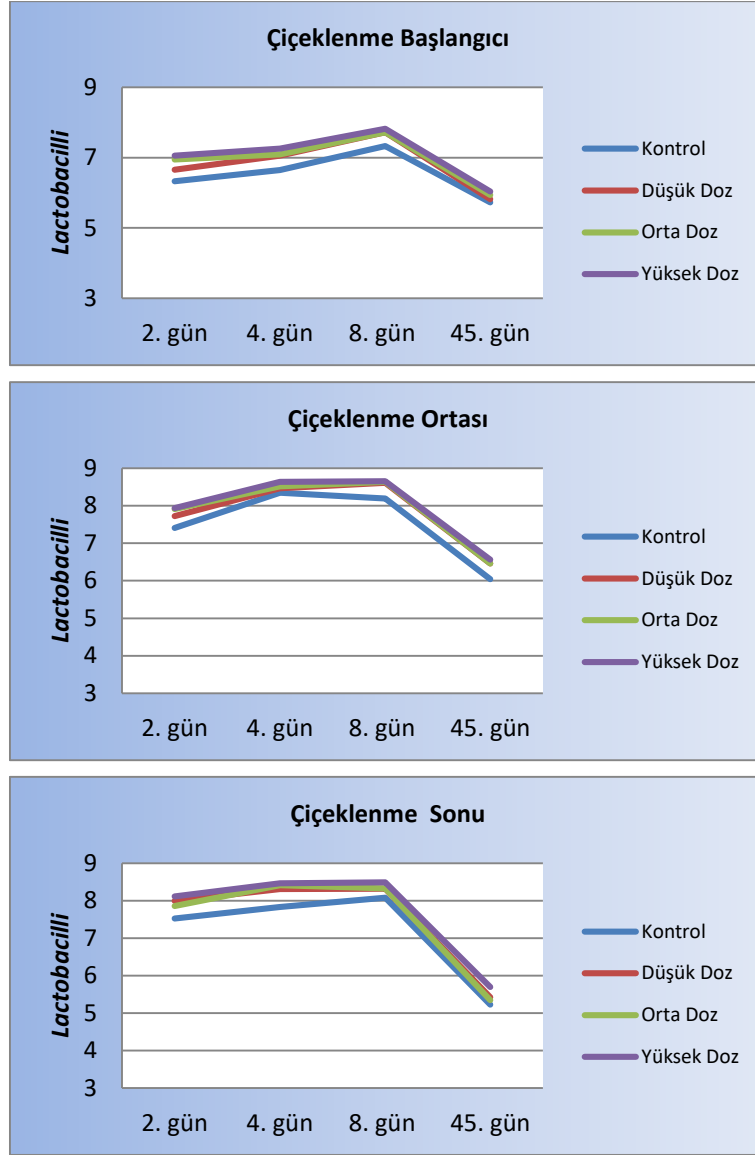 Çiçeklenme Başlangıcı
Lactobacilli
9
7
5
3
2. gün 4. gün 8. gün 45. gün
Kontrol
Düşük Doz
Orta Doz
Yüksek Doz
Çiçeklenme Ortası
Lactobacilli
9
8
7
6
5
4
3
2. gün 4. gün 8. gün 45. gün
Kontrol
Düşük Doz
Orta Doz
Yüksek Doz
Çiçeklenme Sonu
Lactobacilli
9
8
7
6
5
4
3
2. gün 4. gün 8. gün 45. gün
Kontrol
Düşük Doz
Orta Doz
Yüksek Doz